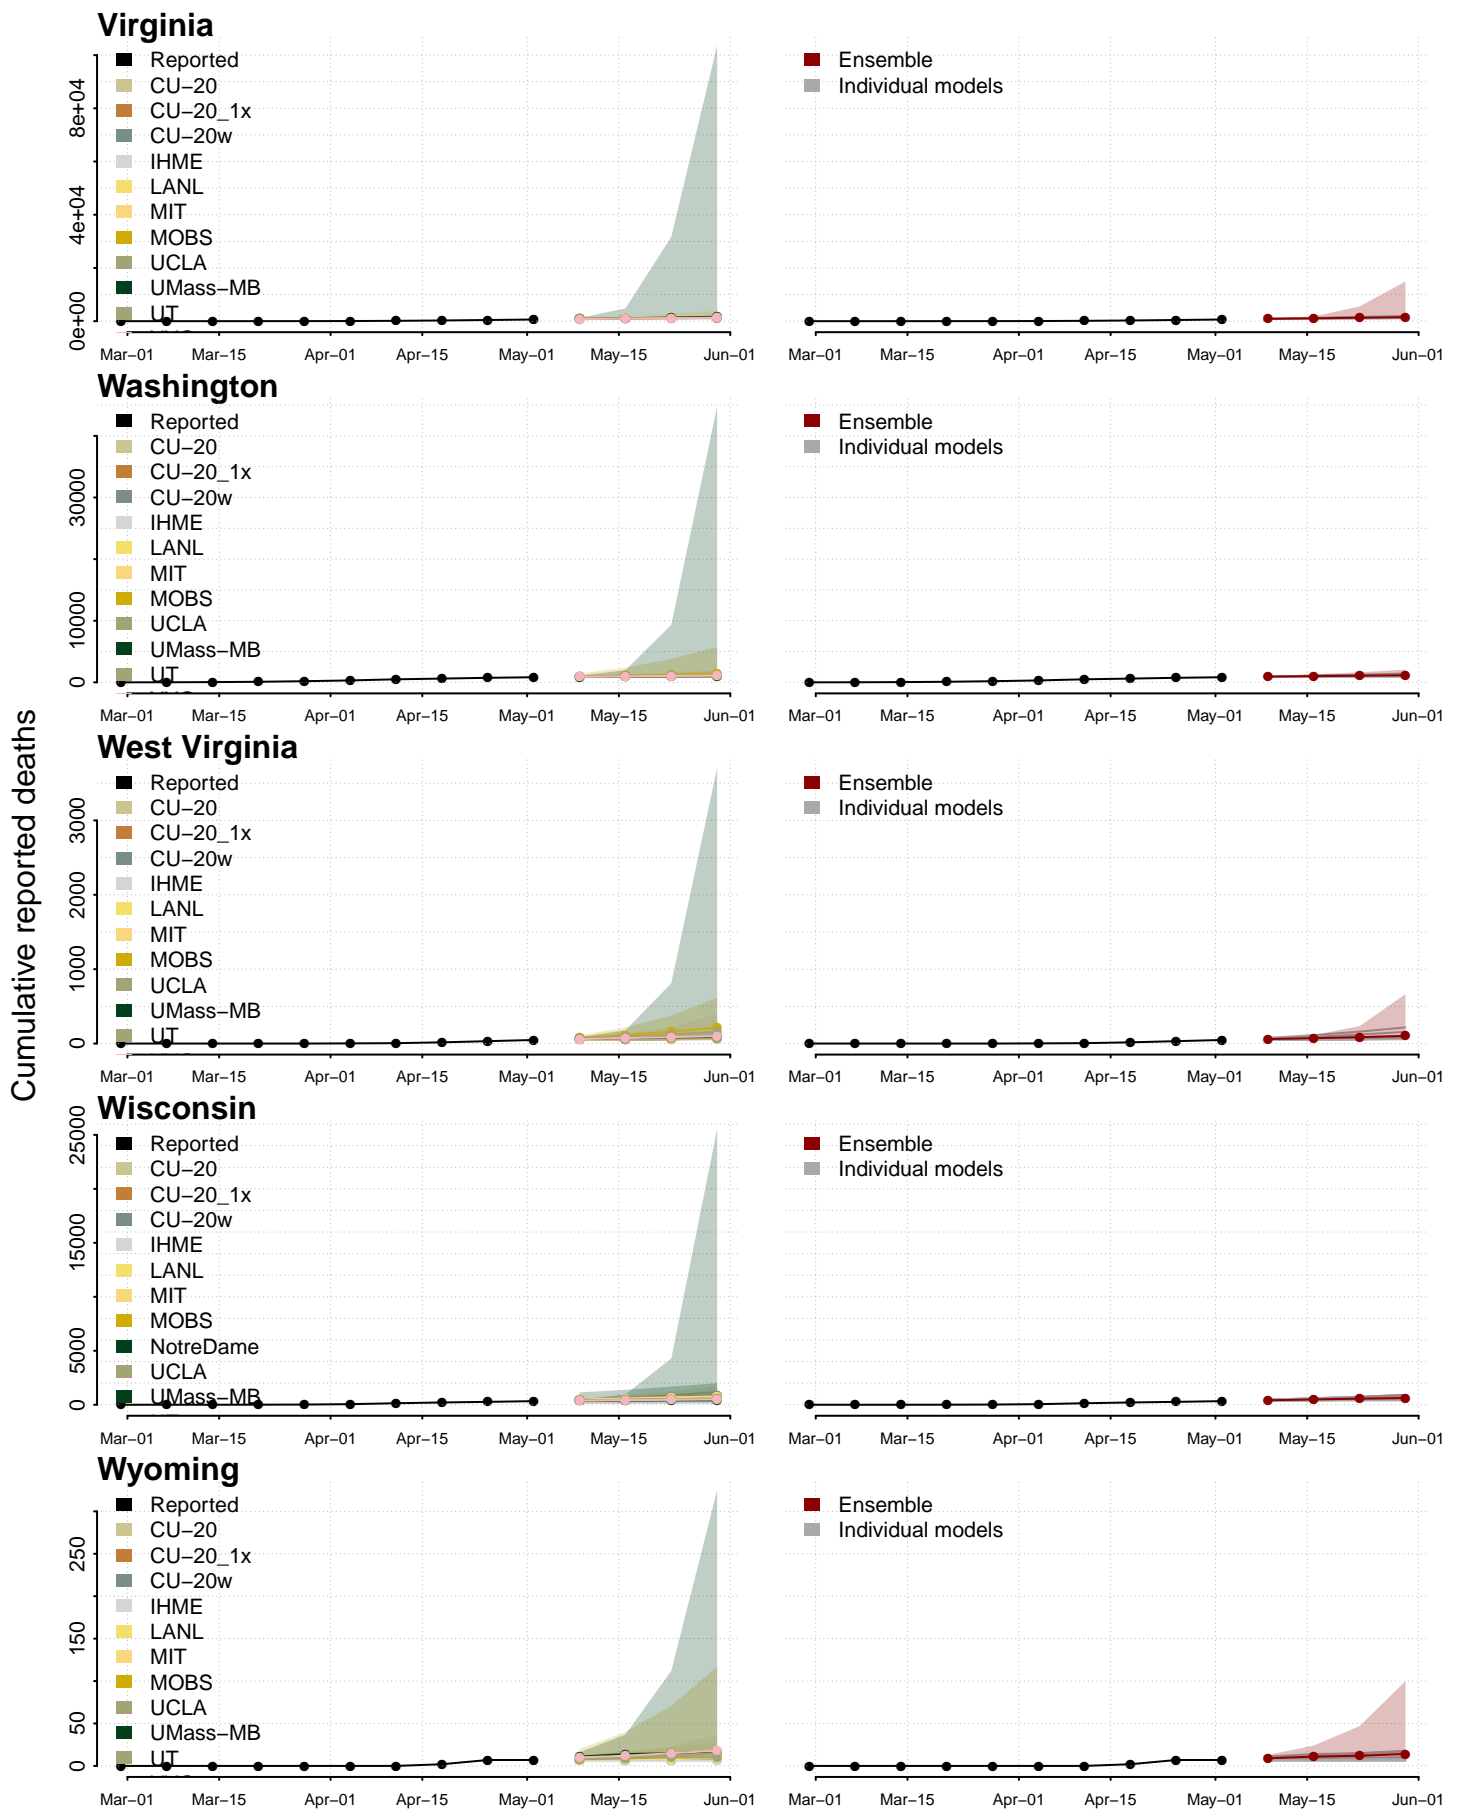 Cumulative reported deaths
Virginia
Reported
CU−20
CU−20_1x
CU−20w
IHME
LANL
MIT
MOBS
UCLA
UMass−MB
UT
0e+00
4e+04
8e+04
Mar−01 Mar−15 Apr−01 Apr−15 May−01 May−15 Jun−01
Ensemble
Individual models
Mar−01 Mar−15 Apr−01 Apr−15 May−01 May−15 Jun−01
Washington
Reported
CU−20
CU−20_1x
CU−20w
IHME
LANL
MIT
MOBS
UCLA
UMass−MB
UT
0
10000
30000
Mar−01 Mar−15 Apr−01 Apr−15 May−01 May−15 Jun−01
Ensemble
Individual models
Mar−01 Mar−15 Apr−01 Apr−15 May−01 May−15 Jun−01
West Virginia
Reported
CU−20
CU−20_1x
CU−20w
IHME
LANL
MIT
MOBS
UCLA
UMass−MB
UT
0
1000
2000
3000
Mar−01 Mar−15 Apr−01 Apr−15 May−01 May−15 Jun−01
Ensemble
Individual models
Mar−01 Mar−15 Apr−01 Apr−15 May−01 May−15 Jun−01
Wisconsin
Reported
CU−20
CU−20_1x
CU−20w
IHME
LANL
MIT
MOBS
NotreDame
UCLA
UMass−MB
0
5000
15000
25000
Mar−01 Mar−15 Apr−01 Apr−15 May−01 May−15 Jun−01
Ensemble
Individual models
Mar−01 Mar−15 Apr−01 Apr−15 May−01 May−15 Jun−01
Wyoming
Reported
CU−20
CU−20_1x
CU−20w
IHME
LANL
MIT
MOBS
UCLA
UMass−MB
UT
0
50
150
250
Mar−01 Mar−15 Apr−01 Apr−15 May−01 May−15 Jun−01
Ensemble
Individual models
Mar−01 Mar−15 Apr−01 Apr−15 May−01 May−15 Jun−01